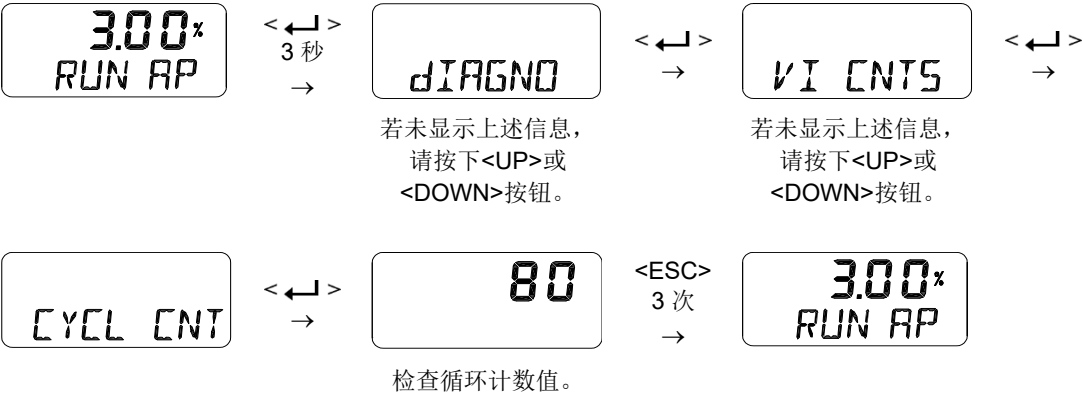 3.00%
RUN AP
< ↵ >
3 秒
→
dIAGNO
若未显示上述信息，
请按下<UP>或
<DOWN>按钮。
< ↵ >
→
VI CNTS
若未显示上述信息，
请按下<UP>或
<DOWN>按钮。
< ↵ >
→
CYCL CNT
< ↵ >
→
80
检查循环计数值。
<ESC>
3 次
→
3.00%
RUN AP